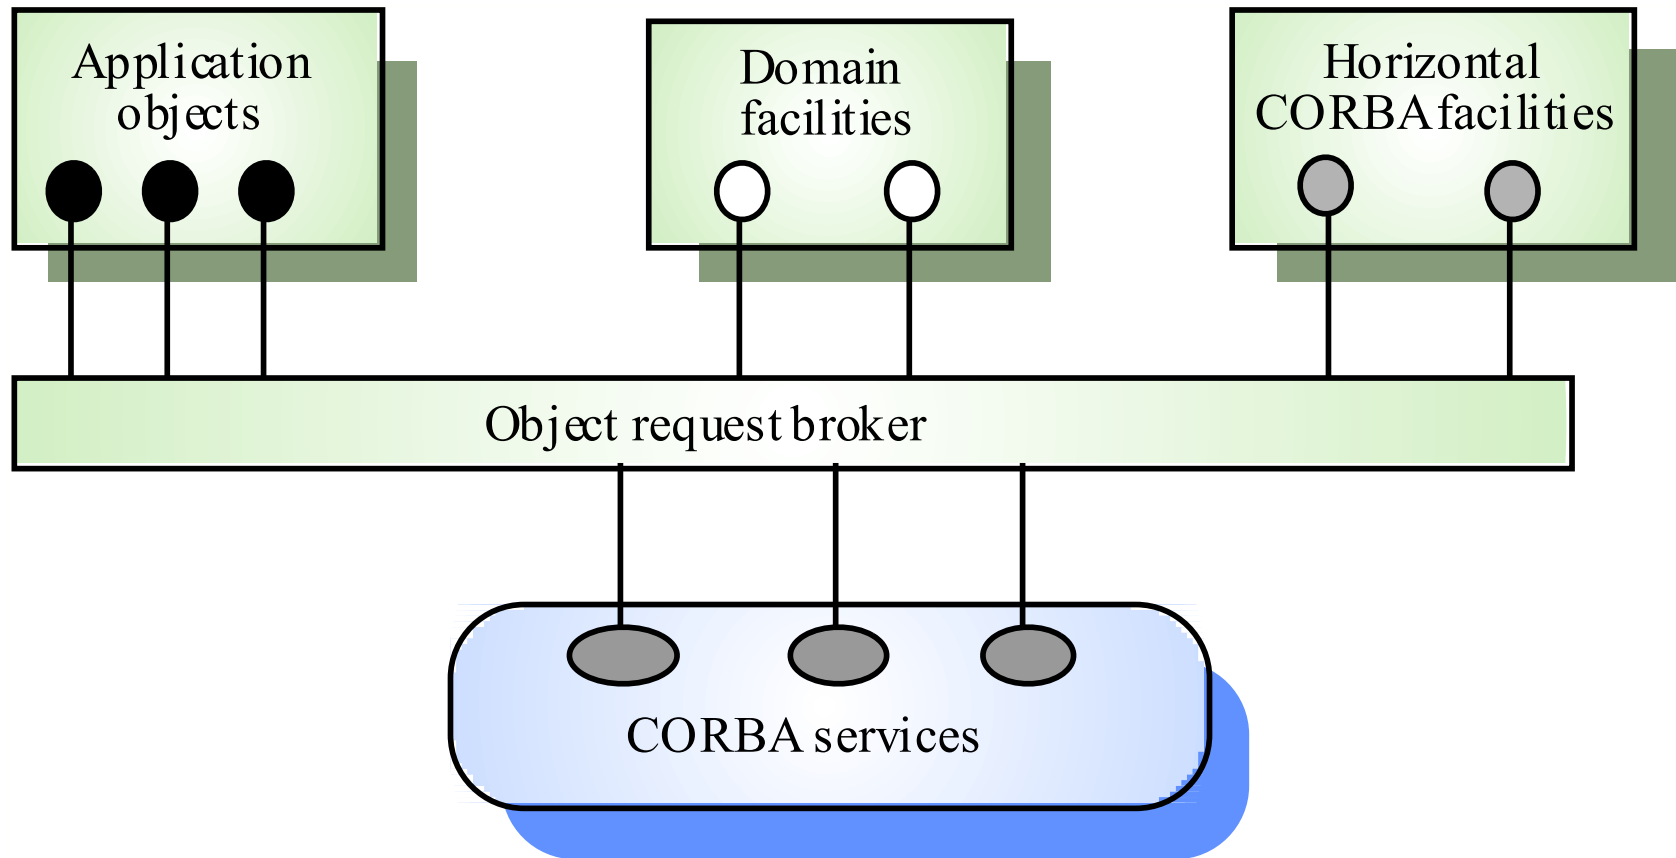 Application
objects
Domain
facilities
Horizontal
CORBA facilities
Object request broker
CORBA services